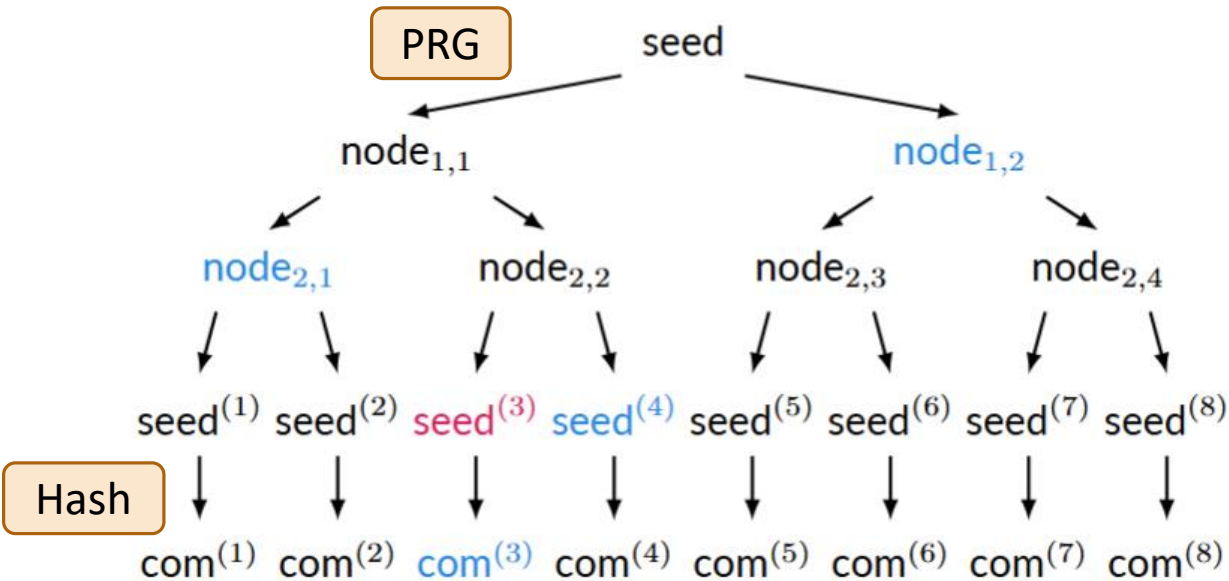 PRG seed
node₁,₁ node₁,₂
node₂,₁ node₂,₂ node₂,₃ node₂,₄
seed⁽¹⁾ seed⁽²⁾ seed⁽³⁾ seed⁽⁴⁾ seed⁽⁵⁾ seed⁽⁶⁾ seed⁽⁷⁾ seed⁽⁸⁾
Hash
com⁽¹⁾ com⁽²⁾ com⁽³⁾ com⁽⁴⁾ com⁽⁵⁾ com⁽⁶⁾ com⁽⁷⁾ com⁽⁸⁾